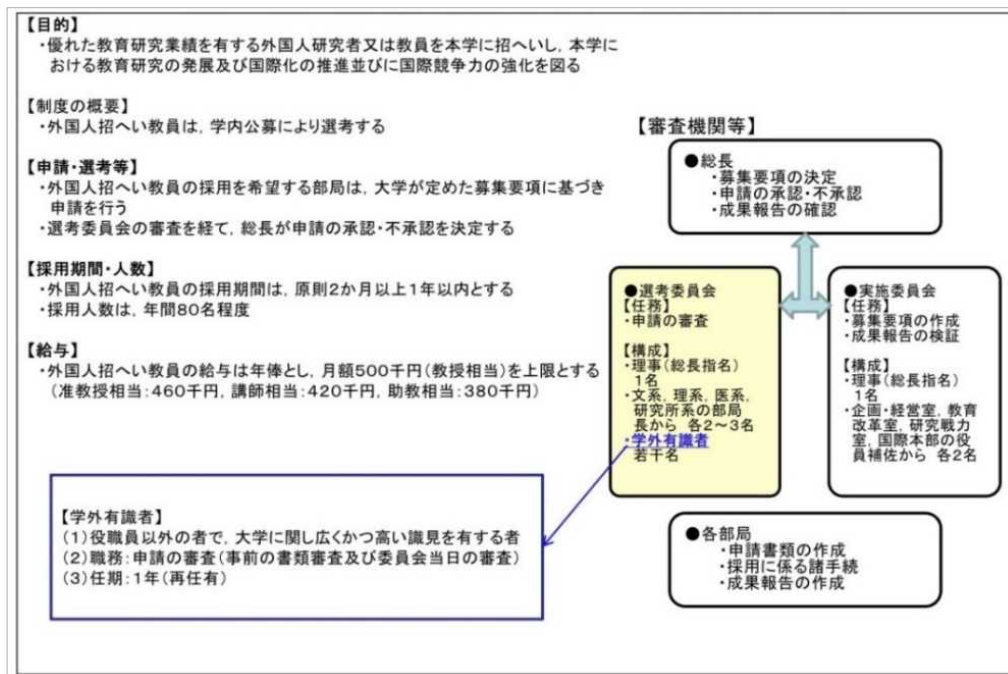 【目的】
・優れた教育研究業績を有する外国人研究者又は教員を本学に招へいし，本学に
おける教育研究の発展及び国際化の推進並びに国際競争力の強化を図る
【制度の概要】
・外国人招へい教員は，学内公募により選考する
【申請・選考等】
・外国人招へい教員の採用を希望する部局は，大学が定めた募集要項に基づき
申請を行う
・選考委員会の審査を経て，総長が申請の承認・不承認を決定する
【採用期間・人数】
・外国人招へい教員の採用期間は，原則２か月以上１年以内とする
・採用人数は，年間８０名程度
【給与】
・外国人招へい教員の給与は年俸とし，月額５００千円（教授相当）を上限とする
（准教授相当：４６０千円，講師相当：４２０千円，助教相当：３８０千円）
【学外有識者】
（１）役職員以外の者で，大学に関し広くかつ高い識見を有する者
（２）職務：申請の審査（事前の書類審査及び委員会当日の審査）
（３）任期：１年（再任有）
【審査機関等】
●総長
・募集要項の決定
・申請の承認・不承認
・成果報告の確認
●選考委員会
【任務】
・申請の審査
【構成】
・理事（総長指名）
１名
・文系，理系，医系，
研究所系の部局
長から 各２～３名
・学外有識者
若干名
●実施委員会
【任務】
・募集要項の作成
・成果報告の検証
【構成】
・理事（総長指名）
１名
・企画・経営室，教育
改革室，研究戦力
室，国際本部の役
員補佐から 各２名
●各部局
・申請書類の作成
・採用に係る諸手続
・成果報告の作成